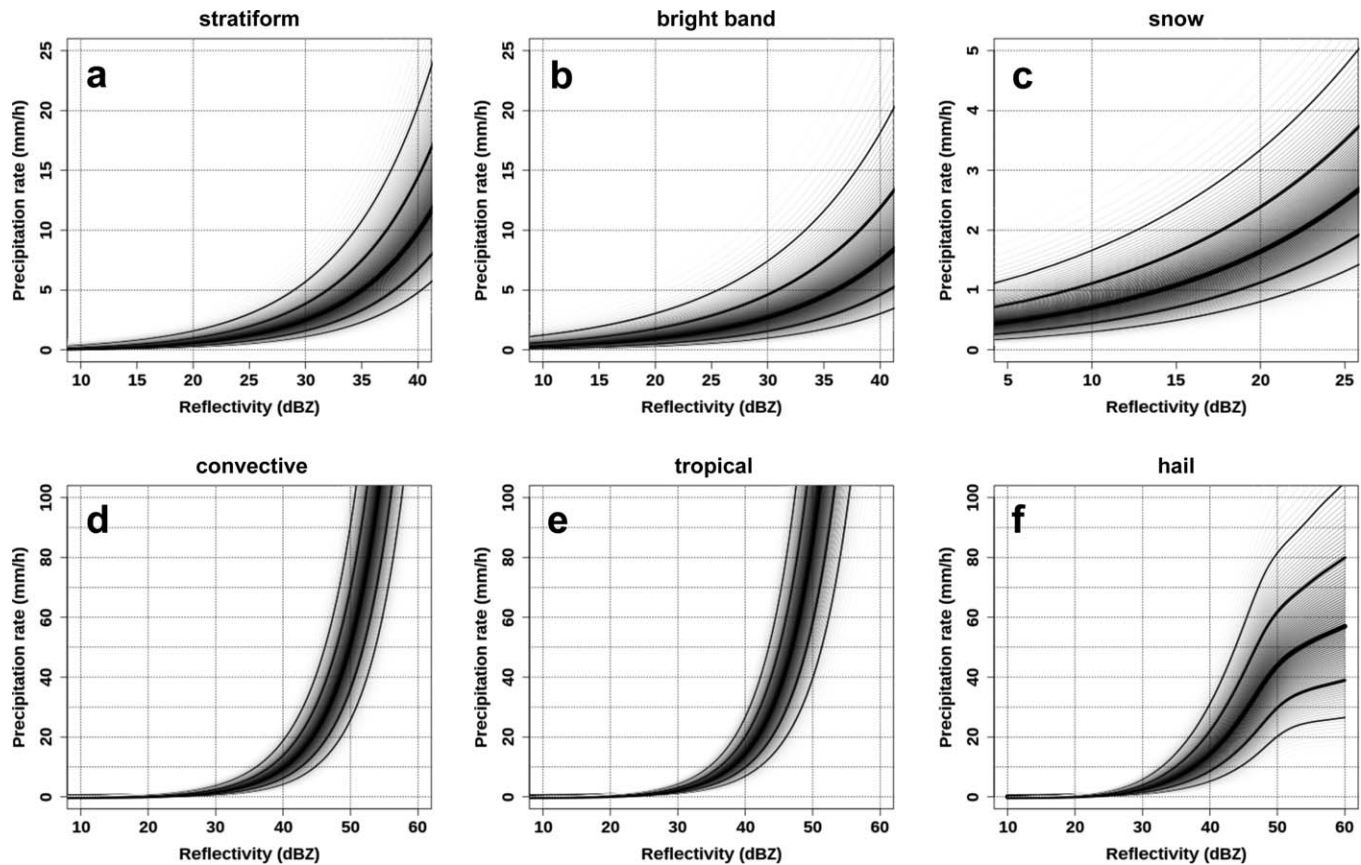 stratiform
bright band
snow
a
b
c
Precipitation rate (mm/h)
0 5 10 15 20 25
10 15 20 25 30 35 40
Reflectivity (dBZ)
Precipitation rate (mm/h)
0 5 10 15 20 25
10 15 20 25 30 35 40
Reflectivity (dBZ)
Precipitation rate (mm/h)
0 1 2 3 4 5
5 10 15 20 25
Reflectivity (dBZ)
convective
tropical
hail
d
e
f
Precipitation rate (mm/h)
0 20 40 60 80 100
10 20 30 40 50 60
Reflectivity (dBZ)
Precipitation rate (mm/h)
0 20 40 60 80 100
10 20 30 40 50 60
Reflectivity (dBZ)
Precipitation rate (mm/h)
0 20 40 60 80 100
10 20 30 40 50 60
Reflectivity (dBZ)